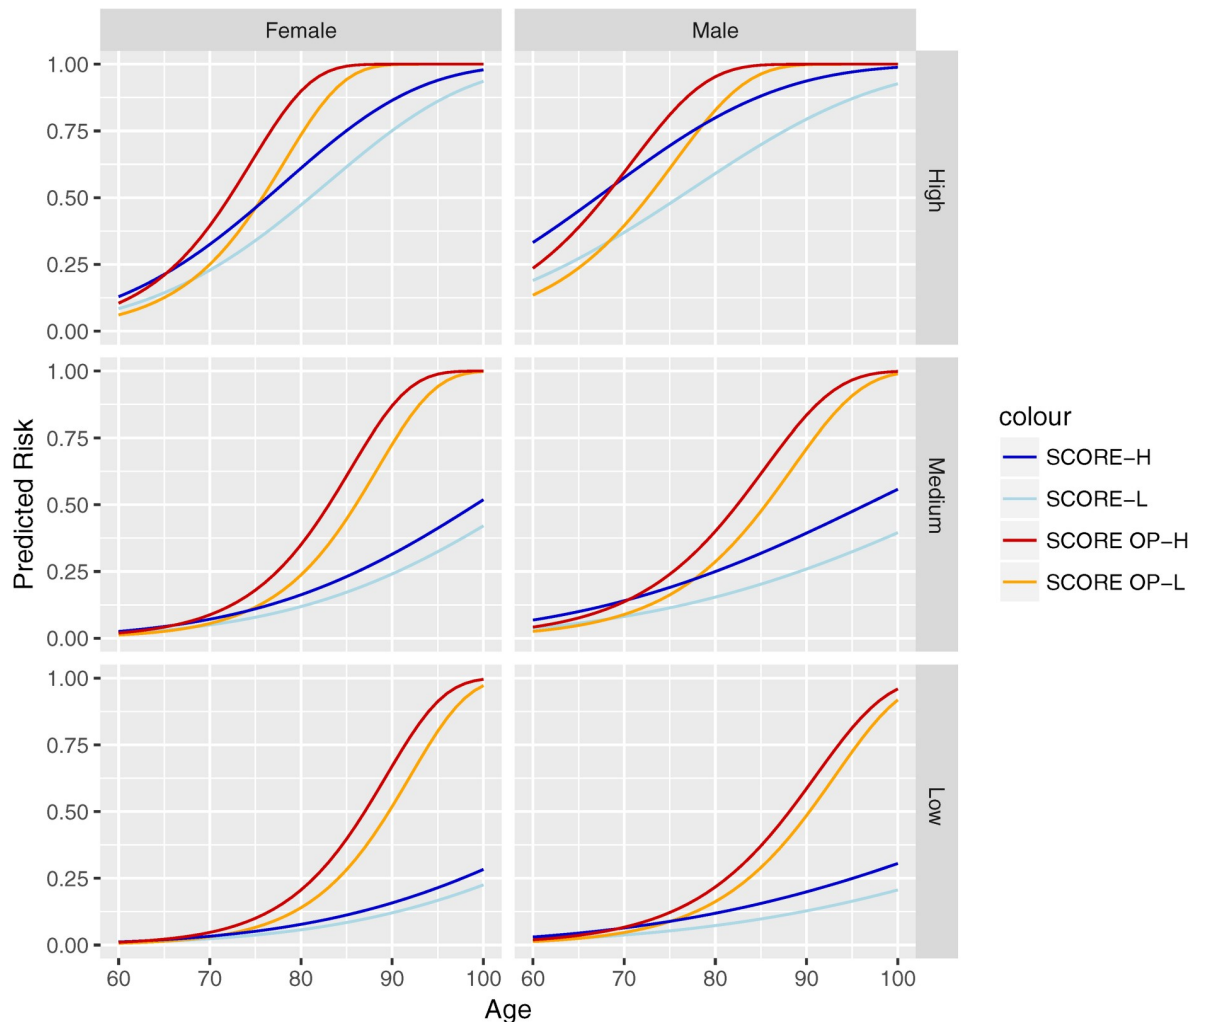 Female Male
1.00
0.75
0.50
0.25
0.00
High
1.00
0.75
0.50
0.25
0.00
Medium
1.00
0.75
0.50
0.25
0.00
Low
60 70 80 90 100 60 70 80 90 100
Age
Predicted Risk
colour
SCORE−H
SCORE−L
SCORE OP−H
SCORE OP−L